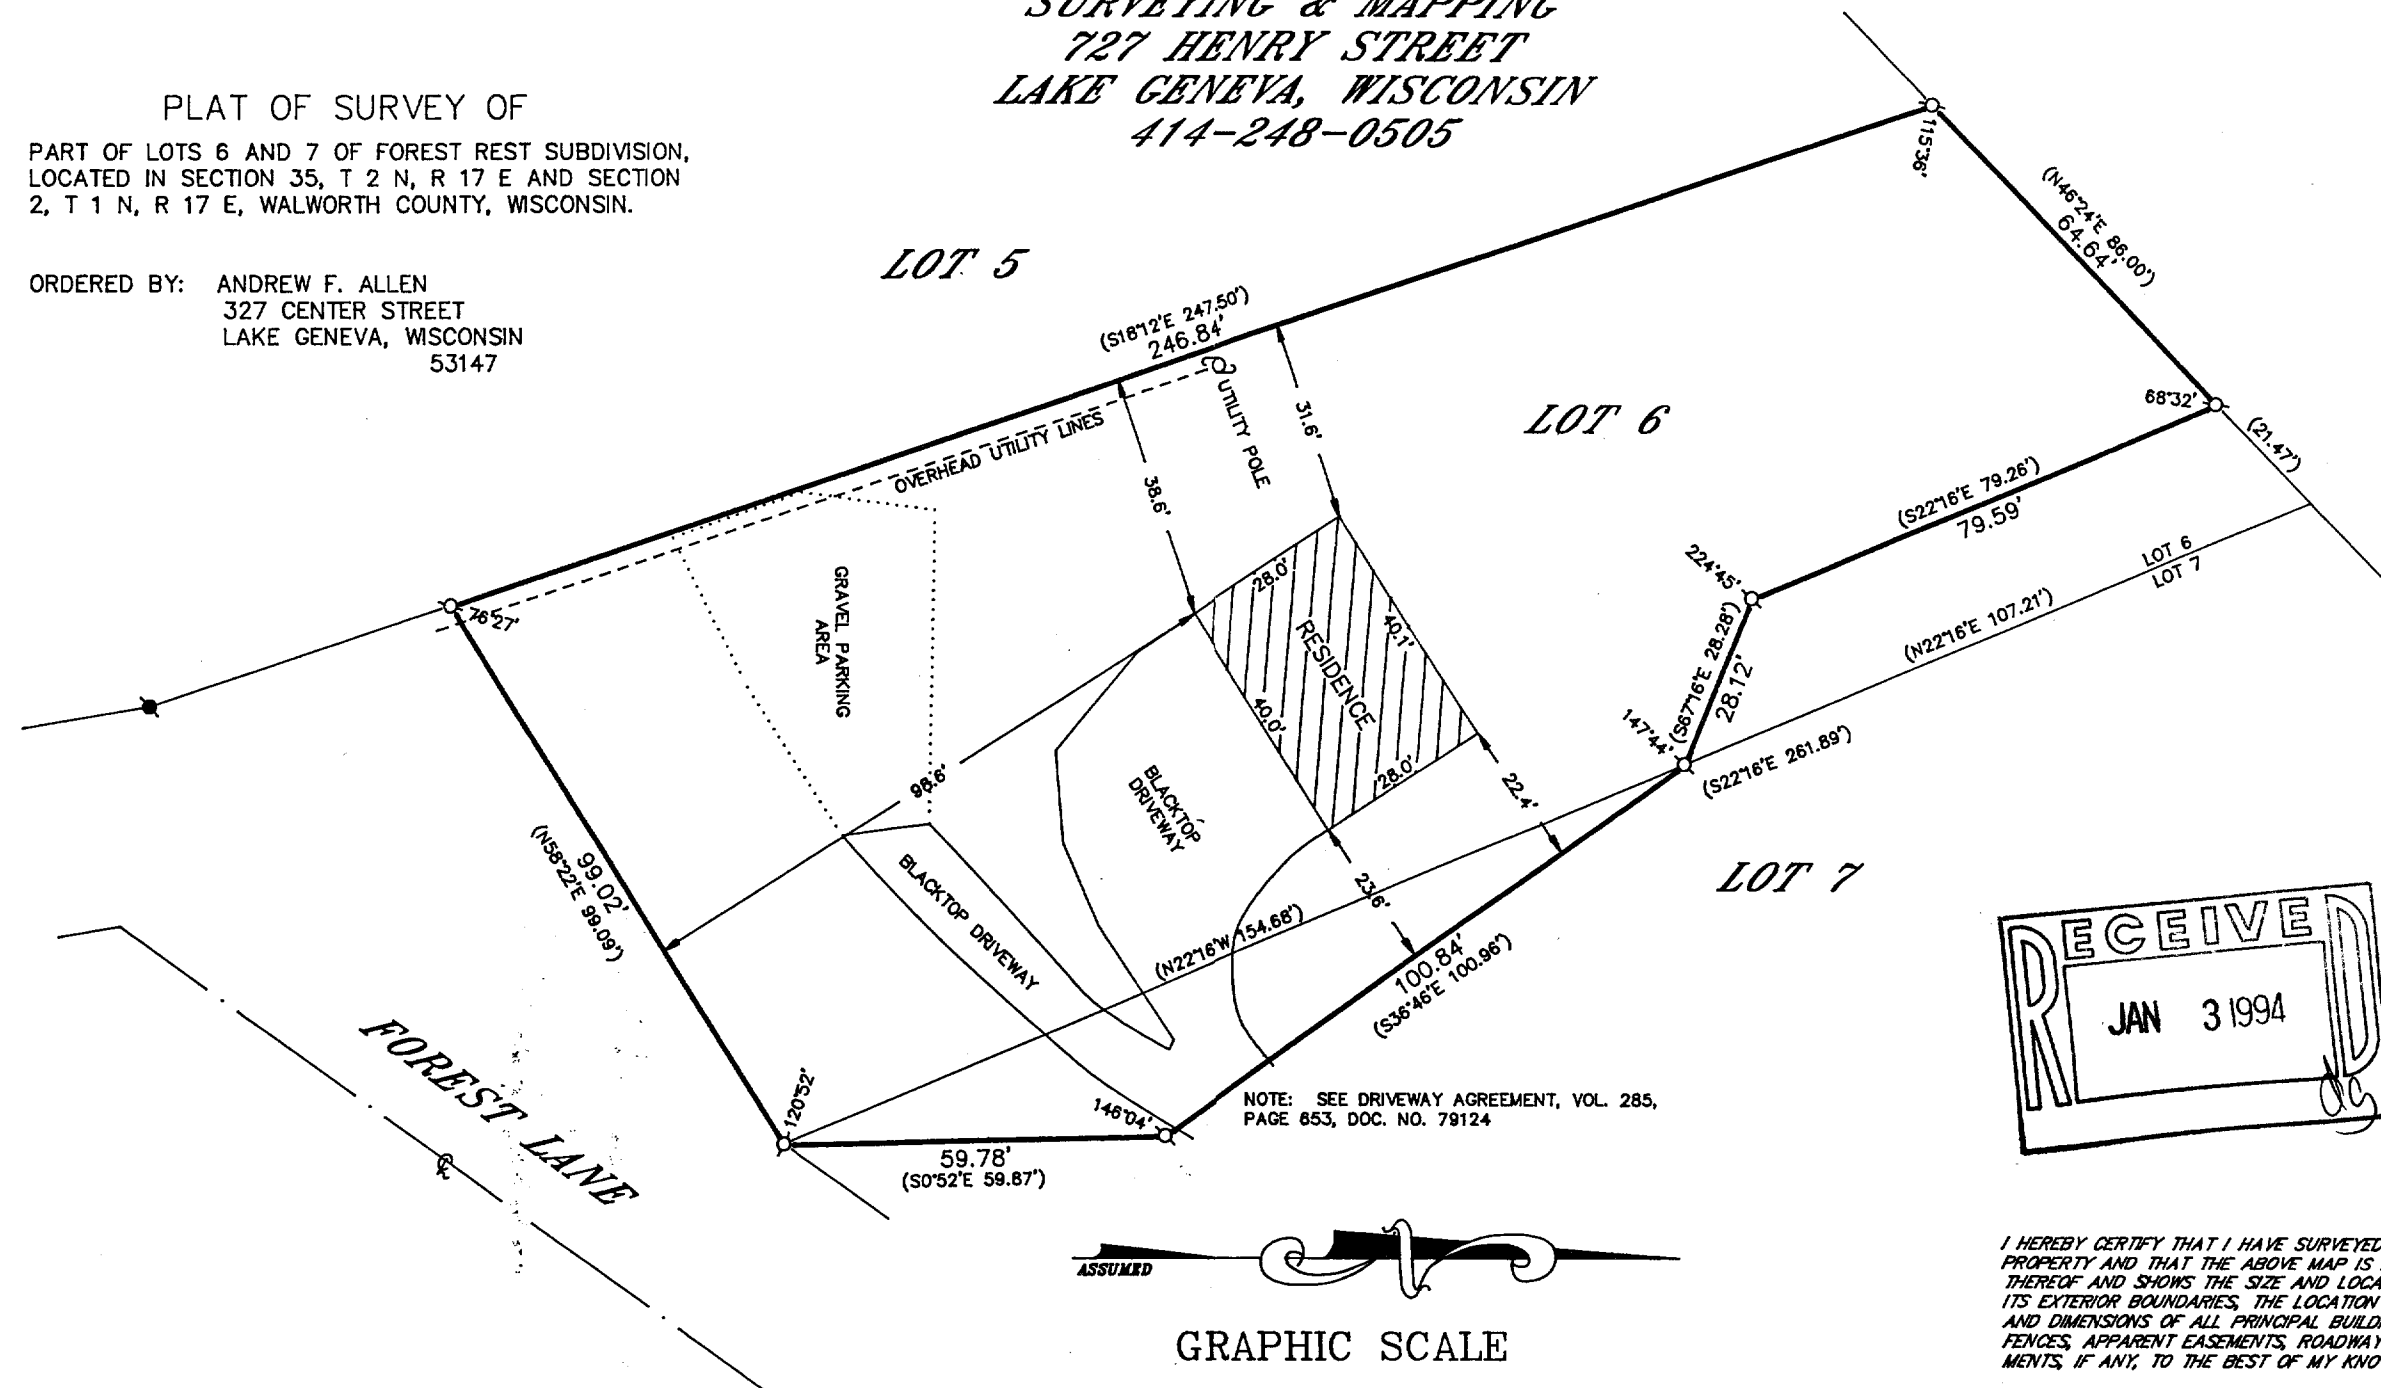 SURVEYING & MAPPING
727 HENRY STREET
LAKE GENEVA, WISCONSIN
414-248-0505
PLAT OF SURVEY OF
PART OF LOTS 6 AND 7 OF FOREST REST SUBDIVISION,
LOCATED IN SECTION 35, T 2 N, R 17 E AND SECTION
2, T 1 N, R 17 E, WALWORTH COUNTY, WISCONSIN.
ORDERED BY: ANDREW F. ALLEN
327 CENTER STREET
LAKE GENEVA, WISCONSIN
53147
LOT 5
(S18°12'E 247.50')
246.84'
115°36'
(N46°24'E 86.00')
64.64'
UTILITY POLE
OVERHEAD UTILITY LINES
31.6'
38.6'
LOT 6
68°32'
(21.47')
(S22°16'E 79.26')
79.59'
LOT 6
LOT 7
224°45'
(N22°16'E 107.21')
76°27'
GRAVEL PARKING
AREA
28.0'
RESIDENCE
40.1'
40.0'
28.0'
(S67°16'E 28.28')
28.12'
147°44'
(S22°16'E 261.89')
98.6'
BLACKTOP
DRIVEWAY
22.4'
23.6'
LOT 7
99.02'
(N58°22'E 99.09')
BLACKTOP DRIVEWAY
(N22°16'W 154.68')
100.84'
(S36°46'E 100.96')
FOREST LANE
120°52'
146°04'
59.78'
(S0°52'E 59.87')
NOTE: SEE DRIVEWAY AGREEMENT, VOL. 285,
PAGE 653, DOC. NO. 79124
RECEIVED
JAN 3 1994
ASSUMED
GRAPHIC SCALE
I HEREBY CERTIFY THAT I HAVE SURVEYED
PROPERTY AND THAT THE ABOVE MAP IS
THEREOF AND SHOWS THE SIZE AND LOCA
ITS EXTERIOR BOUNDARIES, THE LOCATION
AND DIMENSIONS OF ALL PRINCIPAL BUILD
FENCES, APPARENT EASEMENTS, ROADWAY
MENTS, IF ANY, TO THE BEST OF MY KNO